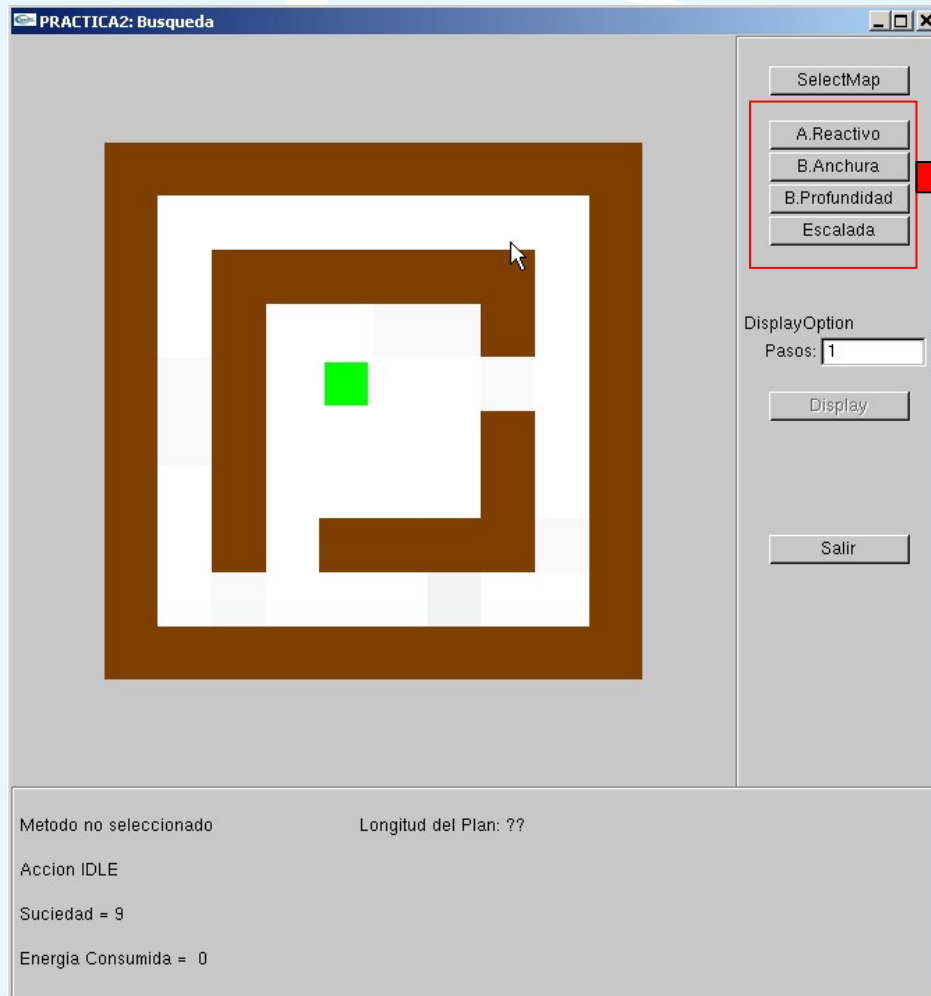 PRACTICA2: Busqueda
SelectMap
A.Reactivo
B.Anchura
B.Profundidad
Escalada
DisplayOption
Pasos: 1
Display
Salir
Metodo no seleccionado Longitud del Plan: ??
Accion IDLE
Suciedad = 9
Energia Consumida = 0